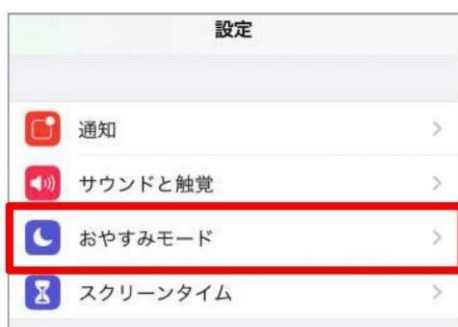 設定
通知
サウンドと触覚
おやすみモード
スクリーンタイム